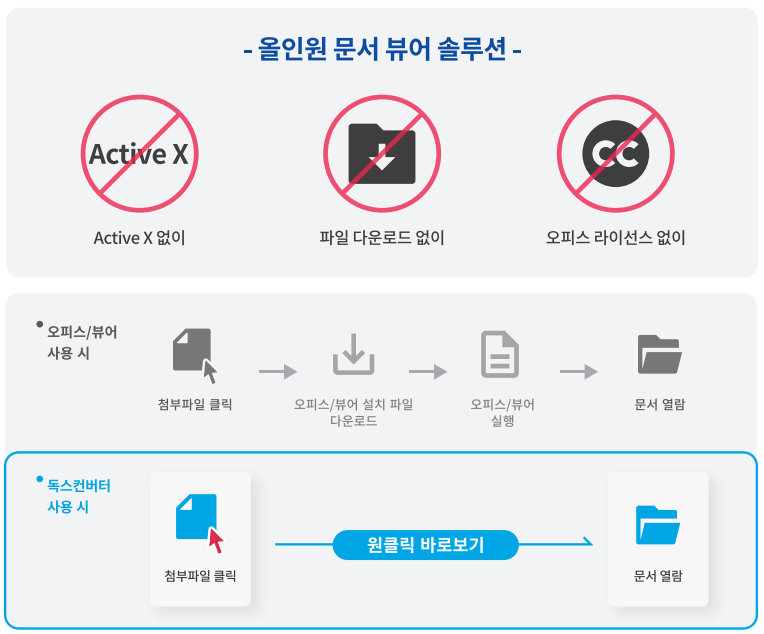 - 올인원 문서 뷰어 솔루션 -
Active X
CC
Active X 없이
파일 다운로드 없이
오피스 라이선스 없이
오피스/뷰어
사용 시
첨부파일 클릭
오피스/뷰어 설치 파일
다운로드
오피스/뷰어
실행
문서 열람
독스컨버터
사용 시
첨부파일 클릭
원클릭 바로보기
문서 열람